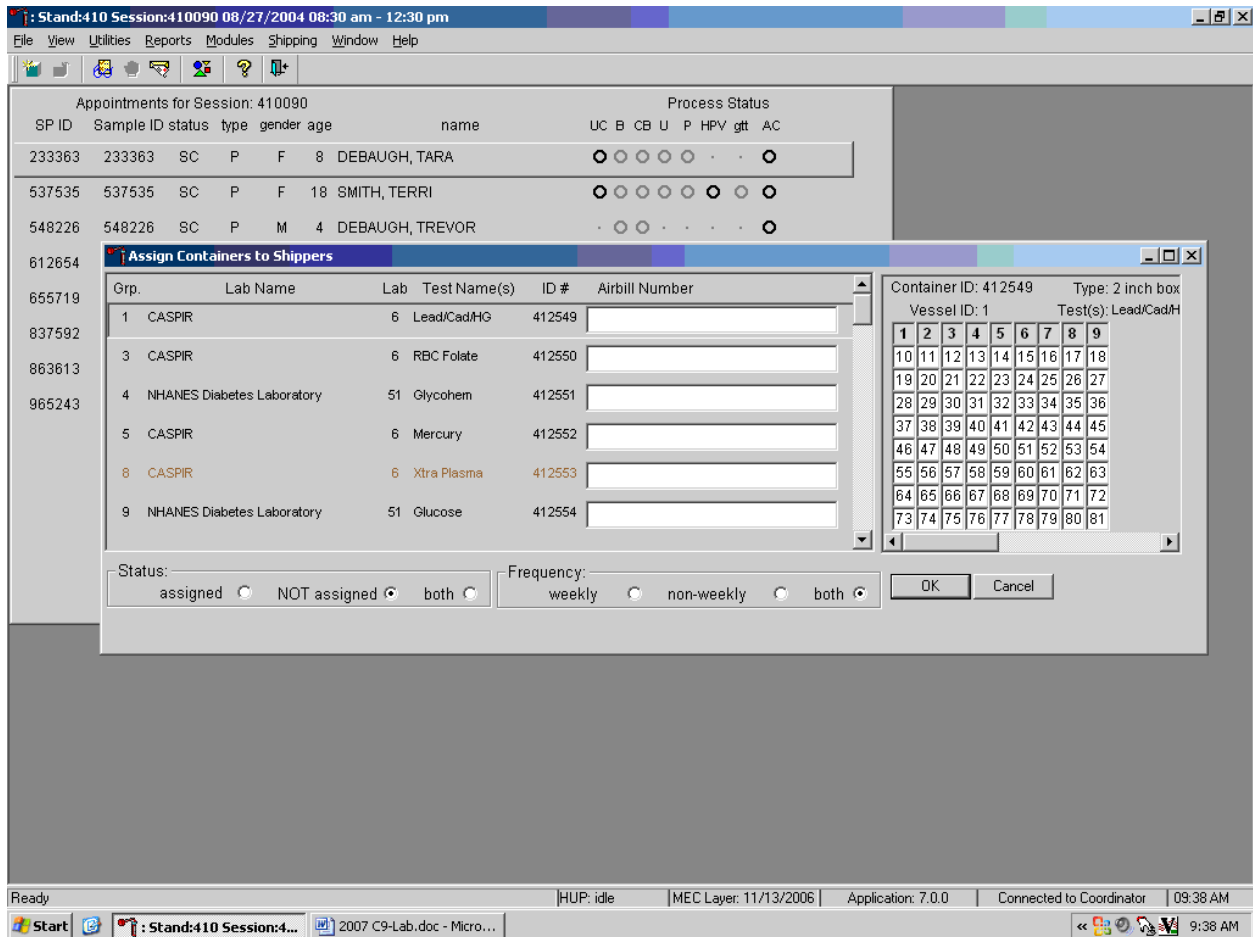 : Stand:410 Session:410090 08/27/2004 08:30 am - 12:30 pm
File View Utilities Reports Modules Shipping Window Help
Appointments for Session: 410090 Process Status
SP ID Sample ID status type gender age name UC B CB U P HPV gtt AC
233363 233363 SC P F 8 DEBAUGH, TARA
537535 537535 SC P F 18 SMITH, TERRI
548226 548226 SC P M 4 DEBAUGH, TREVOR
612654
655719
837592
863613
965243
Assign Containers to Shippers
Grp. Lab Name Lab Test Name(s) ID # Airbill Number
1 CASPIR 6 Lead/Cad/HG 412549
3 CASPIR 6 RBC Folate 412550
4 NHANES Diabetes Laboratory 51 Glycohem 412551
5 CASPIR 6 Mercury 412552
8 CASPIR 6 Xtra Plasma 412553
9 NHANES Diabetes Laboratory 51 Glucose 412554
Container ID: 412549 Type: 2 inch box
Vessel ID: 1 Test(s): Lead/Cad/H
1 2 3 4 5 6 7 8 9
10 11 12 13 14 15 16 17 18
19 20 21 22 23 24 25 26 27
28 29 30 31 32 33 34 35 36
37 38 39 40 41 42 43 44 45
46 47 48 49 50 51 52 53 54
55 56 57 58 59 60 61 62 63
64 65 66 67 68 69 70 71 72
73 74 75 76 77 78 79 80 81
Status: assigned NOT assigned both
Frequency: weekly non-weekly both
OK Cancel
Ready HUP: idle MEC Layer: 11/13/2006 Application: 7.0.0 Connected to Coordinator 09:38 AM
Start : Stand:410 Session:4... 2007 C9-Lab.doc - Micro... « 9:38 AM